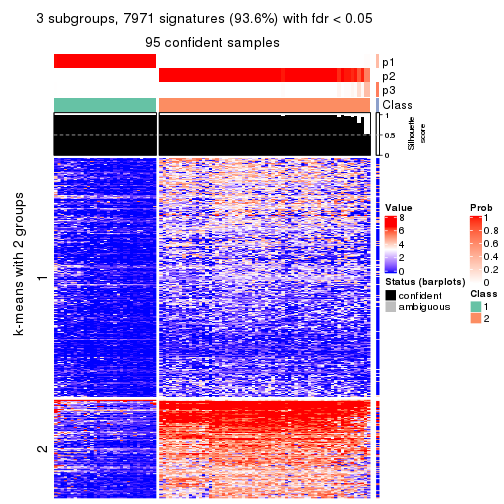 3 subgroups, 7971 signatures (93.6%) with fdr < 0.05
95 confident samples
p1
p2
p3
Class
1
0.5
0
Silhouette
score
k-means with 2 groups
1
2
Value
8
6
4
2
0
Status (barplots)
confident
ambiguous
Prob
1
0.8
0.6
0.4
0.2
0
Class
1
2